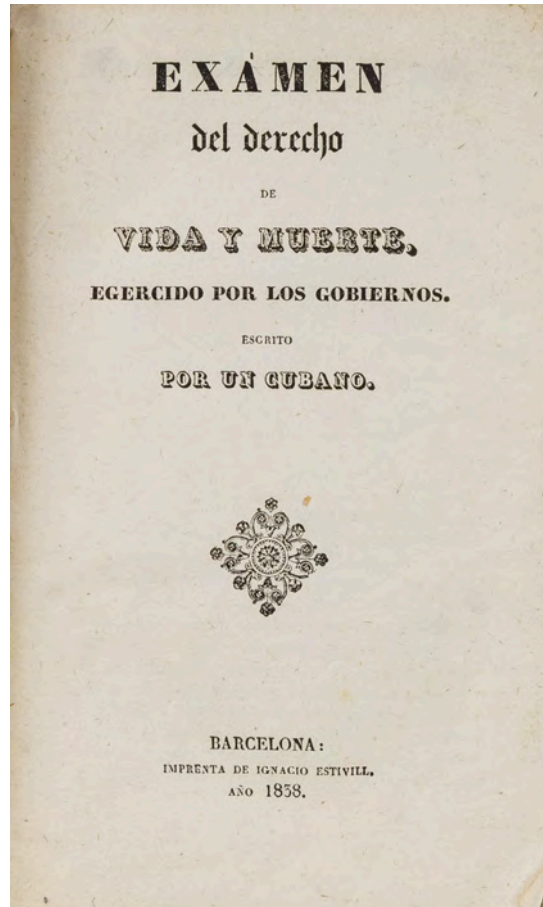 EXÁMEN
del derecho
DE
VIDA Y MUERTE,
EGERCIDO POR LOS GOBIERNOS.
ESCRITO
POR UN CUBANO.
BARCELONA:
IMPRENTA DE IGNACIO ESTIVILL.
AÑO 1838.